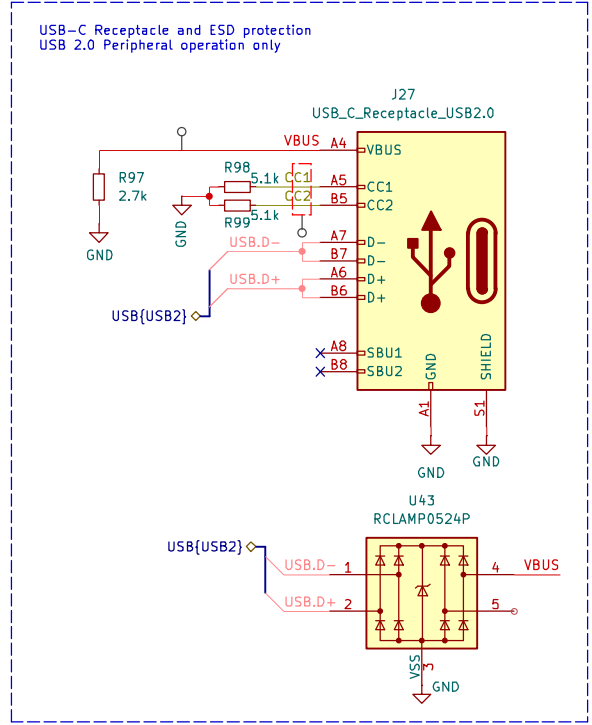 USB-C Receptacle and ESD protection
USB 2.0 Peripheral operation only
J27
USB_C_Receptacle_USB2.0
VBUS A4 VBUS
R97
2.7k
GND
R98
5.1k CC1 A5 CC1
CC2 B5 CC2
R99 5.1k
GND
USB.D- A7 D-
B7 D-
USB.D+ A6 D+
B6 D+
USB{USB2}
A8 SBU1
B8 SBU2
GND
SHIELD
A1
S1
GND
GND
U43
RCLAMP0524P
USB{USB2}
USB.D- 1
4 VBUS
USB.D+ 2
5
VSS
3
GND